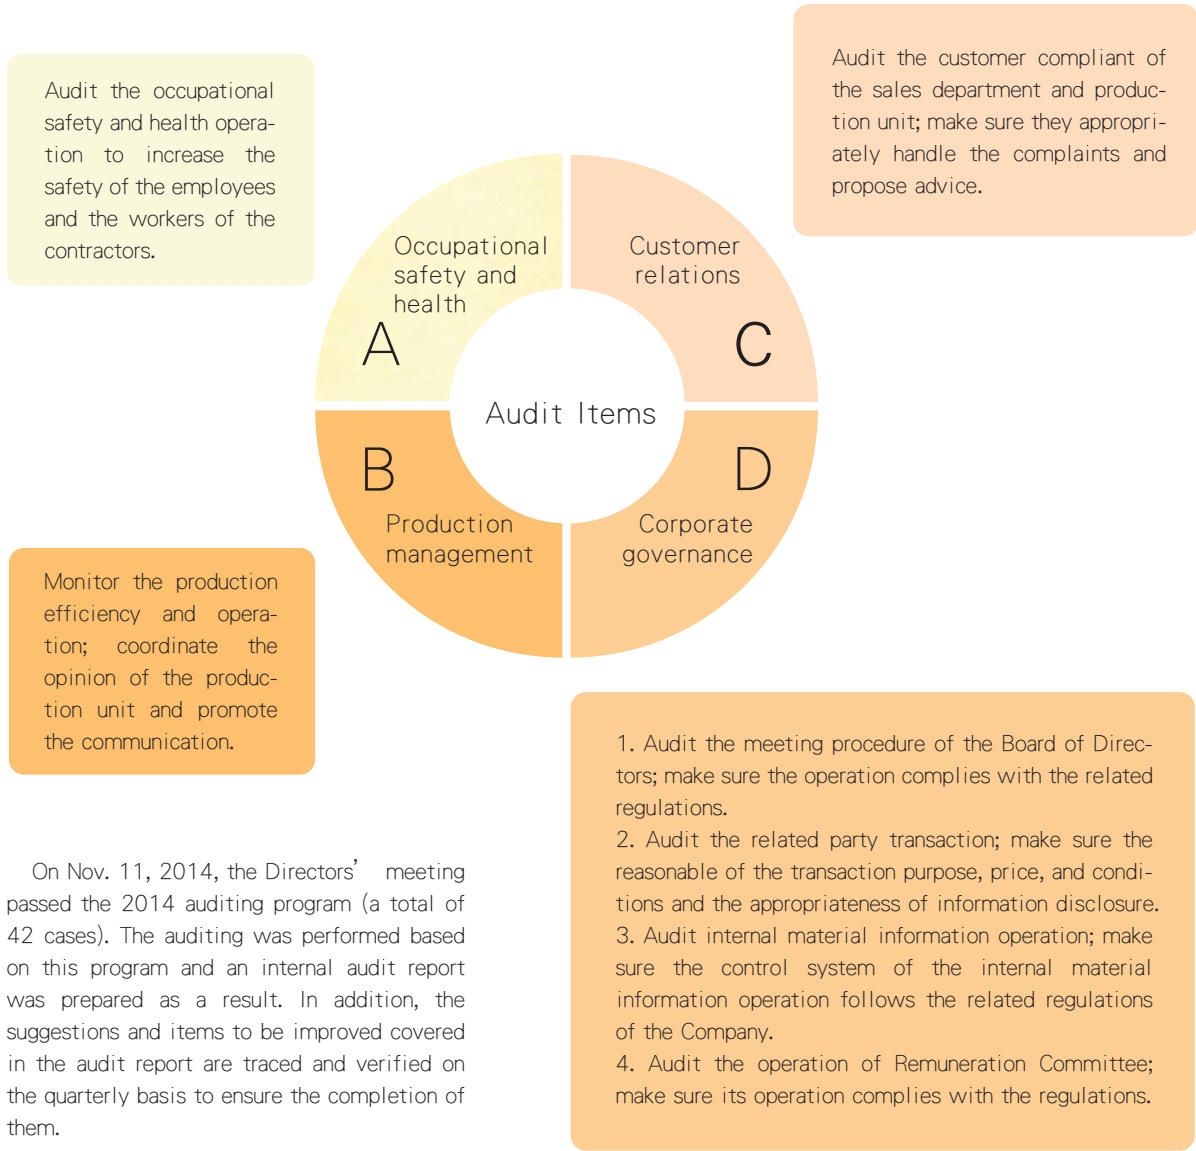 Audit the occupational
safety and health opera-
tion to increase the
safety of the employees
and the workers of the
contractors.
Audit the customer compliant of
the sales department and produc-
tion unit; make sure they appropri-
ately handle the complaints and
propose advice.
Occupational
safety and
health
A
Customer
relations
C
Audit Items
B
Production
management
D
Corporate
governance
Monitor the production
efficiency and opera-
tion; coordinate the
opinion of the produc-
tion unit and promote
the communication.
1. Audit the meeting procedure of the Board of Direc-
tors; make sure the operation complies with the related
regulations.
2. Audit the related party transaction; make sure the
reasonable of the transaction purpose, price, and condi-
tions and the appropriateness of information disclosure.
3. Audit internal material information operation; make
sure the control system of the internal material
information operation follows the related regulations
of the Company.
4. Audit the operation of Remuneration Committee;
make sure its operation complies with the regulations.
On Nov. 11, 2014, the Directors’ meeting
passed the 2014 auditing program (a total of
42 cases). The auditing was performed based
on this program and an internal audit report
was prepared as a result. In addition, the
suggestions and items to be improved covered
in the audit report are traced and verified on
the quarterly basis to ensure the completion of
them.